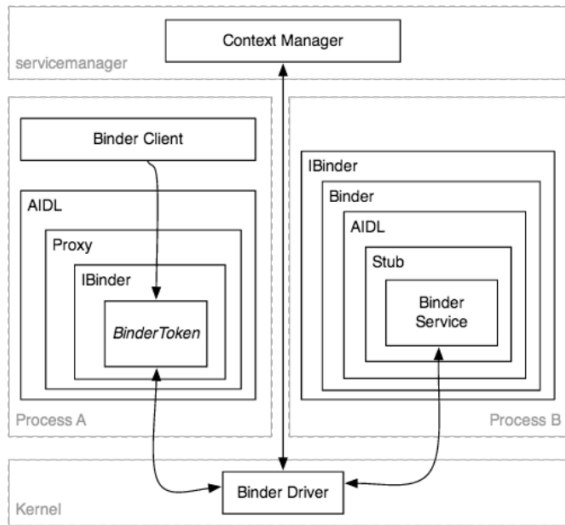 Context Manager
servicemanager
Binder Client
AIDL
Proxy
IBinder
BinderToken
Process A
IBinder
Binder
AIDL
Stub
Binder
Service
Process B
Binder Driver
Kernel